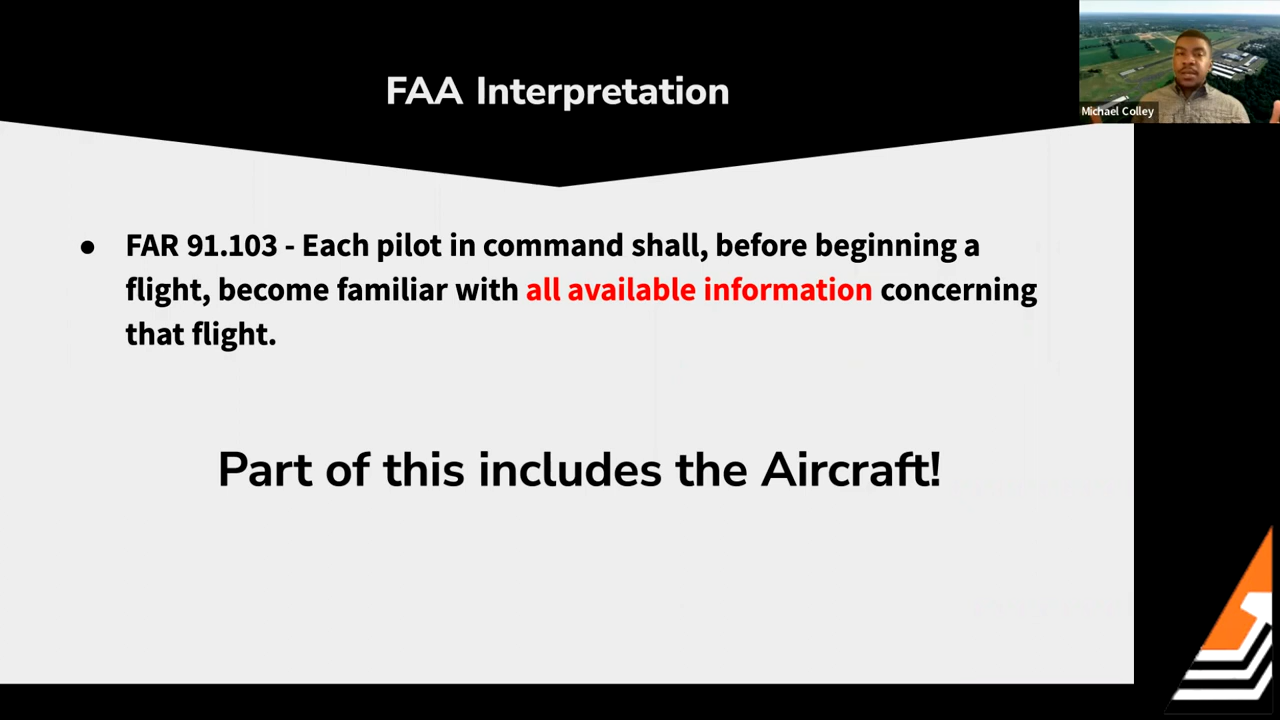 FAA Interpretation
Michael Colley
● FAR 91.103 - Each pilot in command shall, before beginning a
flight, become familiar with all available information concerning
that flight.
Part of this includes the Aircraft!